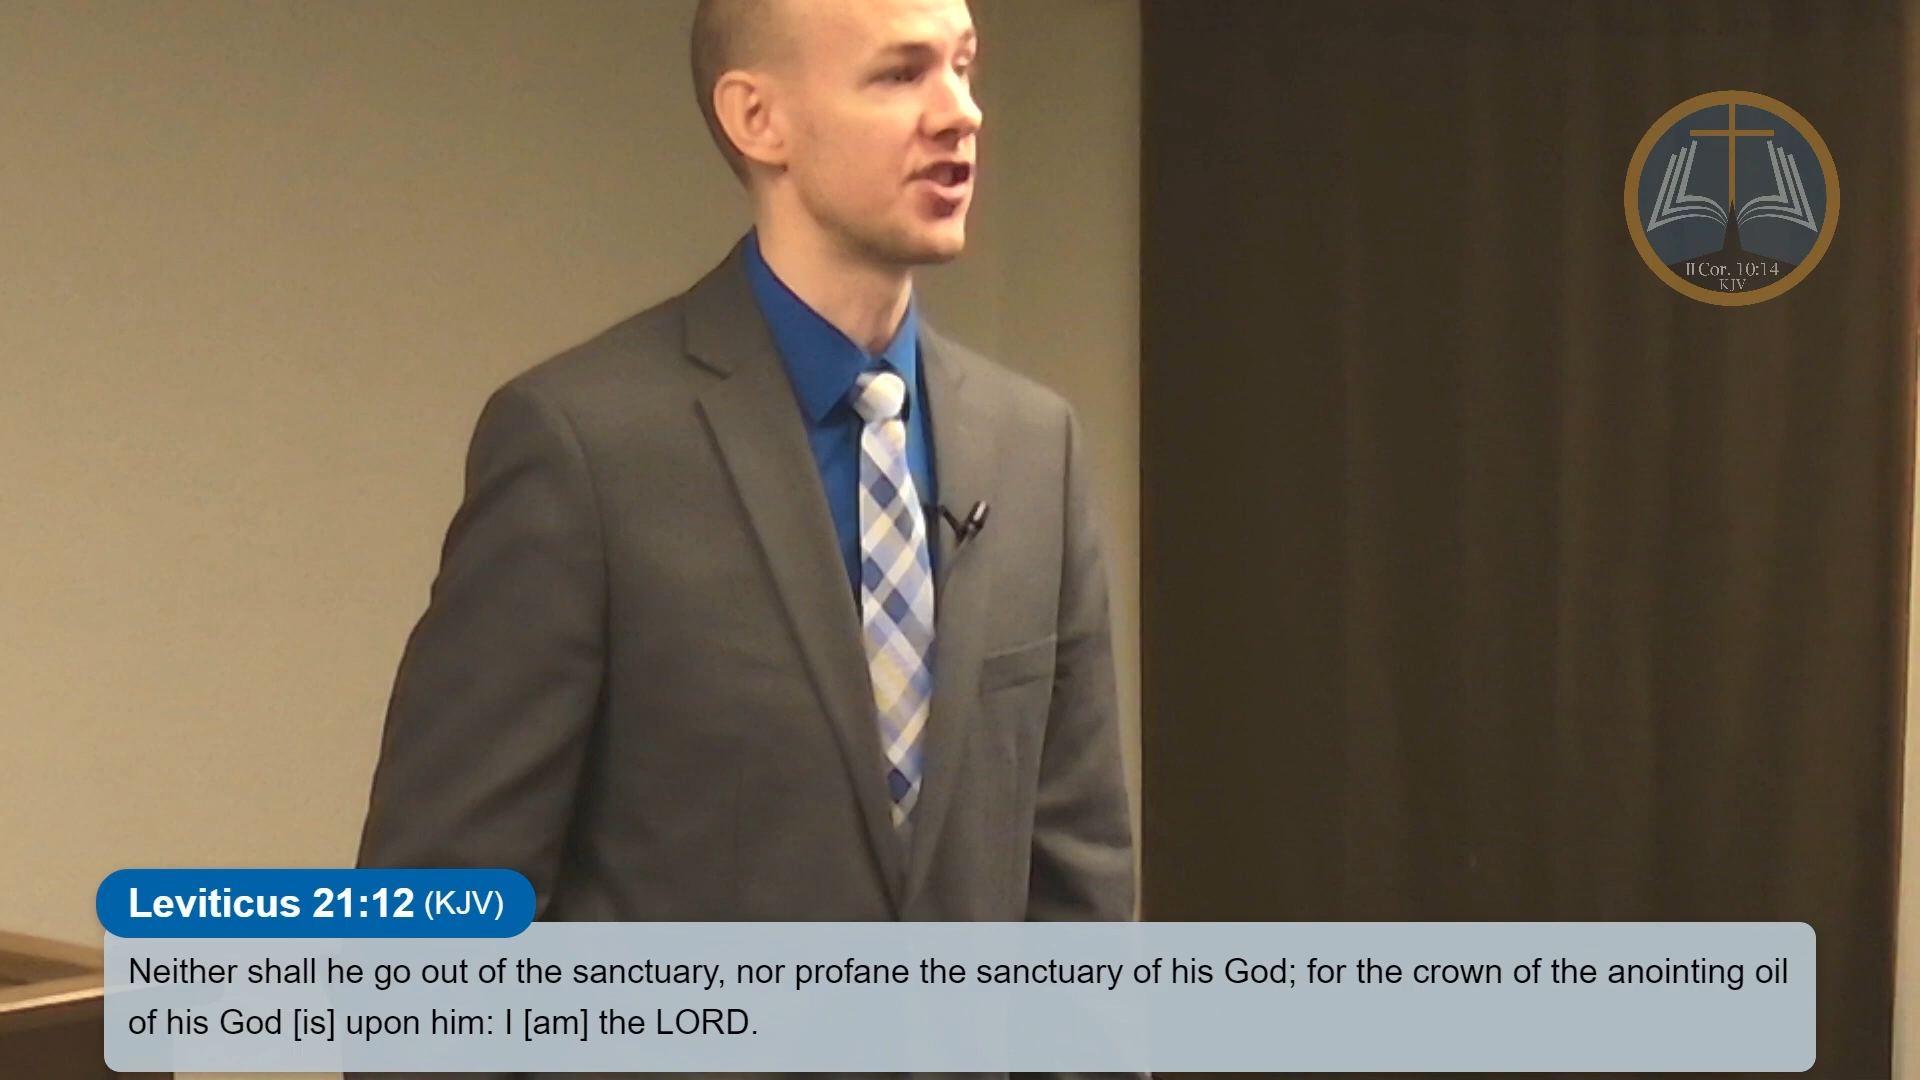 II Cor. 10:14
KJV
Leviticus 21:12 (KJV)
Neither shall he go out of the sanctuary, nor profane the sanctuary of his God; for the crown of the anointing oil
of his God [is] upon him: I [am] the LORD.